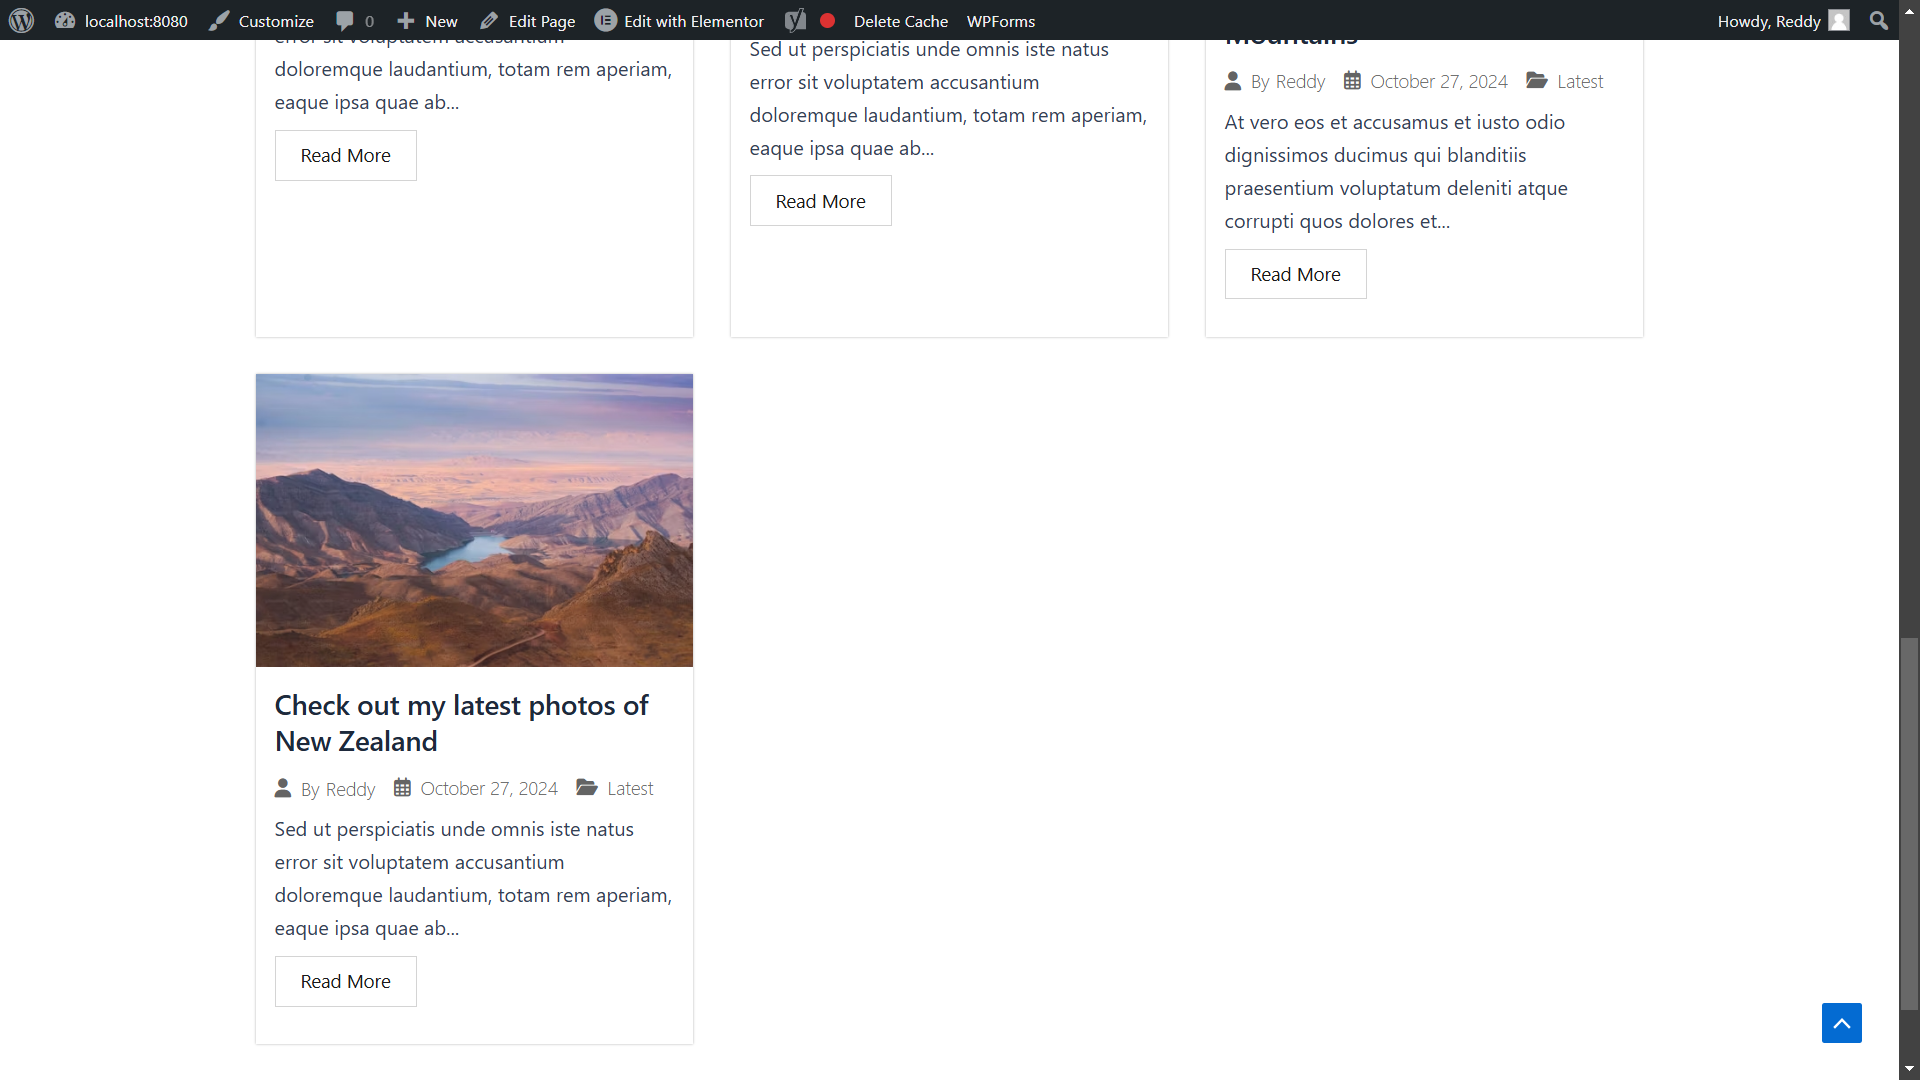 localhost:8080 Customize 0 New Edit Page Edit with Elementor Delete Cache WPForms Howdy, Reddy
error sit voluptatem accusantium
doloremque laudantium, totam rem aperiam,
eaque ipsa quae ab...
Read More
Sed ut perspiciatis unde omnis iste natus
error sit voluptatem accusantium
doloremque laudantium, totam rem aperiam,
eaque ipsa quae ab...
Read More
Mountains
By Reddy October 27, 2024 Latest
At vero eos et accusamus et iusto odio
dignissimos ducimus qui blanditiis
praesentium voluptatum deleniti atque
corrupti quos dolores et...
Read More
Check out my latest photos of
New Zealand
By Reddy October 27, 2024 Latest
Sed ut perspiciatis unde omnis iste natus
error sit voluptatem accusantium
doloremque laudantium, totam rem aperiam,
eaque ipsa quae ab...
Read More